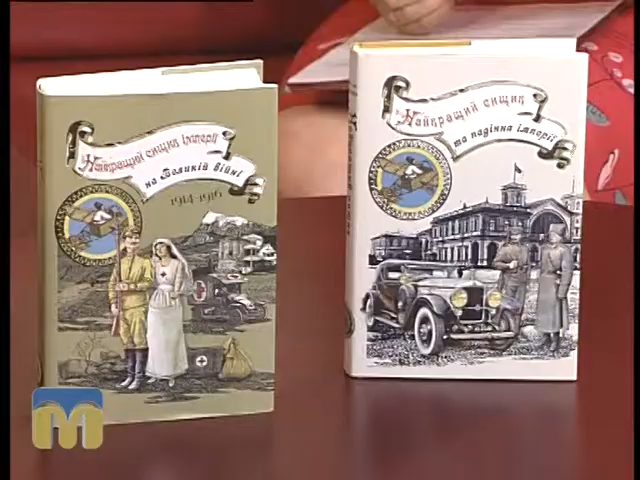 Найкращий сищик імперії
на Великій війні
1914-1916
Найкращий сищик
та падіння імперії